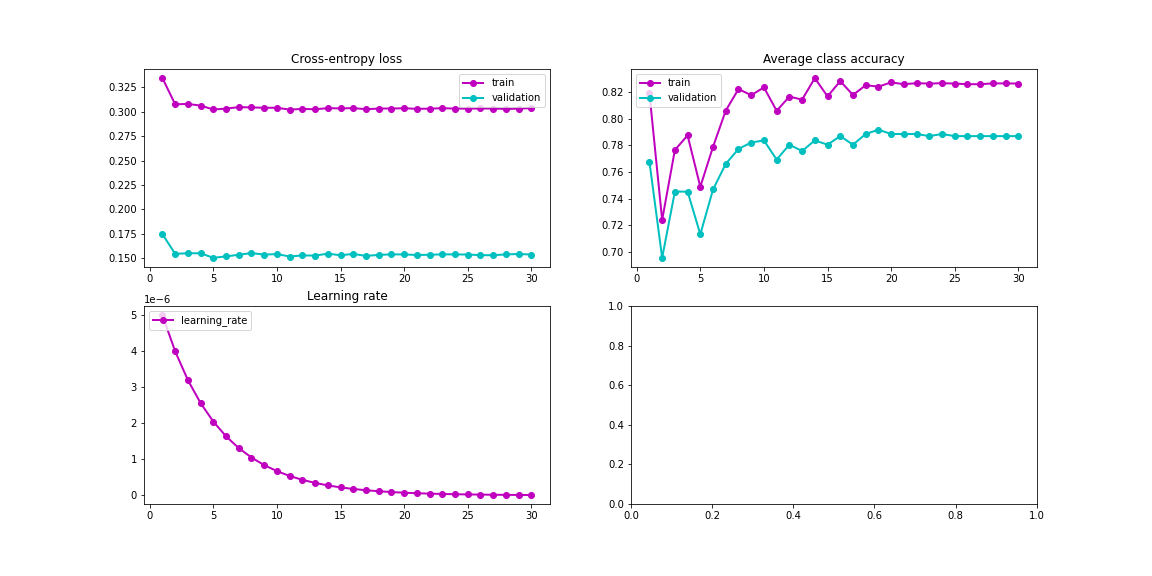 Cross-entropy loss
0.325
0.300
0.275
0.250
0.225
0.200
0.175
0.150
train
validation
0 5 10 15 20 25 30
Average class accuracy
0.82
0.80
0.78
0.76
0.74
0.72
0.70
train
validation
0 5 10 15 20 25 30
Learning rate
1e−6
5
4
3
2
1
0
learning_rate
0 5 10 15 20 25 30
1.0
0.8
0.6
0.4
0.2
0.0
0.0 0.2 0.4 0.6 0.8 1.0